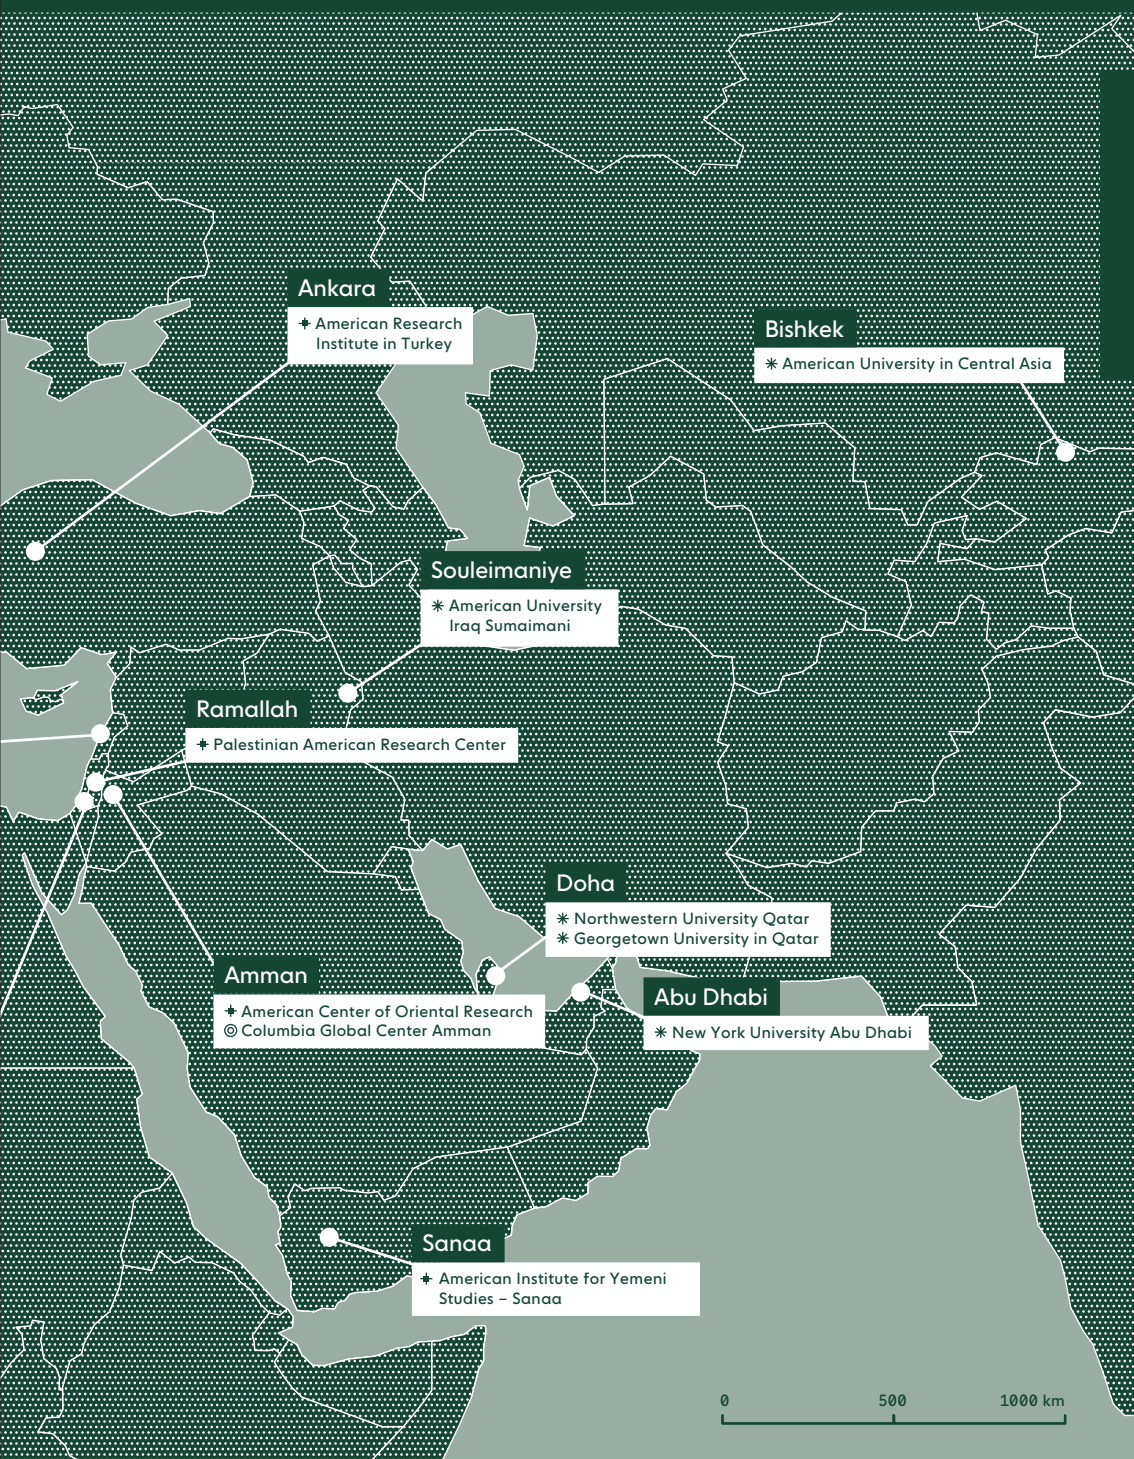 Ankara
American Research
Institute in Turkey
Bishkek
American University in Central Asia
Souleimaniye
American University
Iraq Sumaimani
Ramallah
Palestinian American Research Center
Doha
Northwestern University Qatar
Georgetown University in Qatar
Amman
American Center of Oriental Research
Columbia Global Center Amman
Abu Dhabi
New York University Abu Dhabi
Sanaa
American Institute for Yemeni
Studies – Sanaa
0 500 1000 km